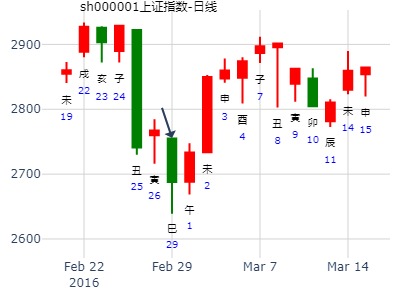 sh000001上证指数-日线
2900
2800
2700
2600
未
19
戌
22
亥
23
子
24
丑
25
寅
26
巳
29
午
1
未
2
申
3
酉
4
子
7
丑
8
寅
9
卯
10
辰
11
未
14
申
15
Feb 22
2016
Feb 29
Mar 7
Mar 14